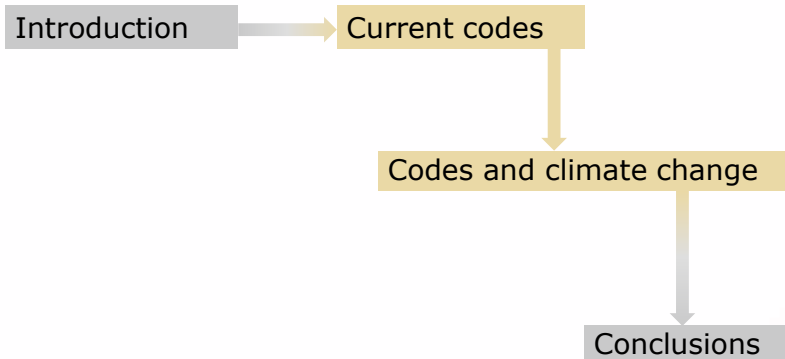 Introduction
Current codes
Codes and climate change
Conclusions